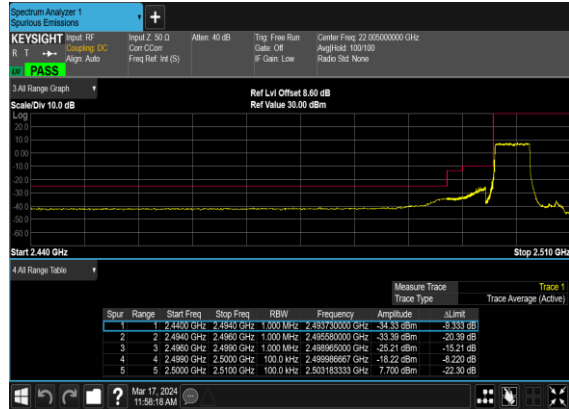 Spectrum Analyzer 1
Spurious Emissions
KEYSIGHT Input: RF Input Z: 50 Ω Atten: 40 dB Trig: Free Run Center Freq: 22.005000000 GHz
R T Coupling: DC Corr CCorr Gate: Off Avg|Hold: 100/100
Align: Auto Freq Ref: Int (S) IF Gain: Low Radio Std: None
PASS
3 All Range Graph
Ref Lvl Offset 8.60 dB
Scale/Div 10.0 dB Ref Value 30.00 dBm
Log
20.0
10.0
0.00
-10.0
-20.0
-30.0
-40.0
-50.0
-60.0
Start 2.440 GHz Stop 2.510 GHz
4 All Range Table
Measure Trace Trace 1
Trace Type Trace Average (Active)
Spur Range Start Freq Stop Freq RBW Frequency Amplitude ΔLimit
1 1 2.4400 GHz 2.4940 GHz 1.000 MHz 2.493730000 GHz -34.33 dBm -9.333 dB
2 2 2.4940 GHz 2.4960 GHz 1.000 MHz 2.495580000 GHz -33.39 dBm -20.39 dB
3 3 2.4960 GHz 2.4990 GHz 1.000 MHz 2.498965000 GHz -25.21 dBm -15.21 dB
4 4 2.4990 GHz 2.5000 GHz 100.0 kHz 2.499986667 GHz -18.22 dBm -8.220 dB
5 5 2.5000 GHz 2.5100 GHz 100.0 kHz 2.503183333 GHz 7.700 dBm -22.30 dB
Mar 17, 2024
11:58:18 AM